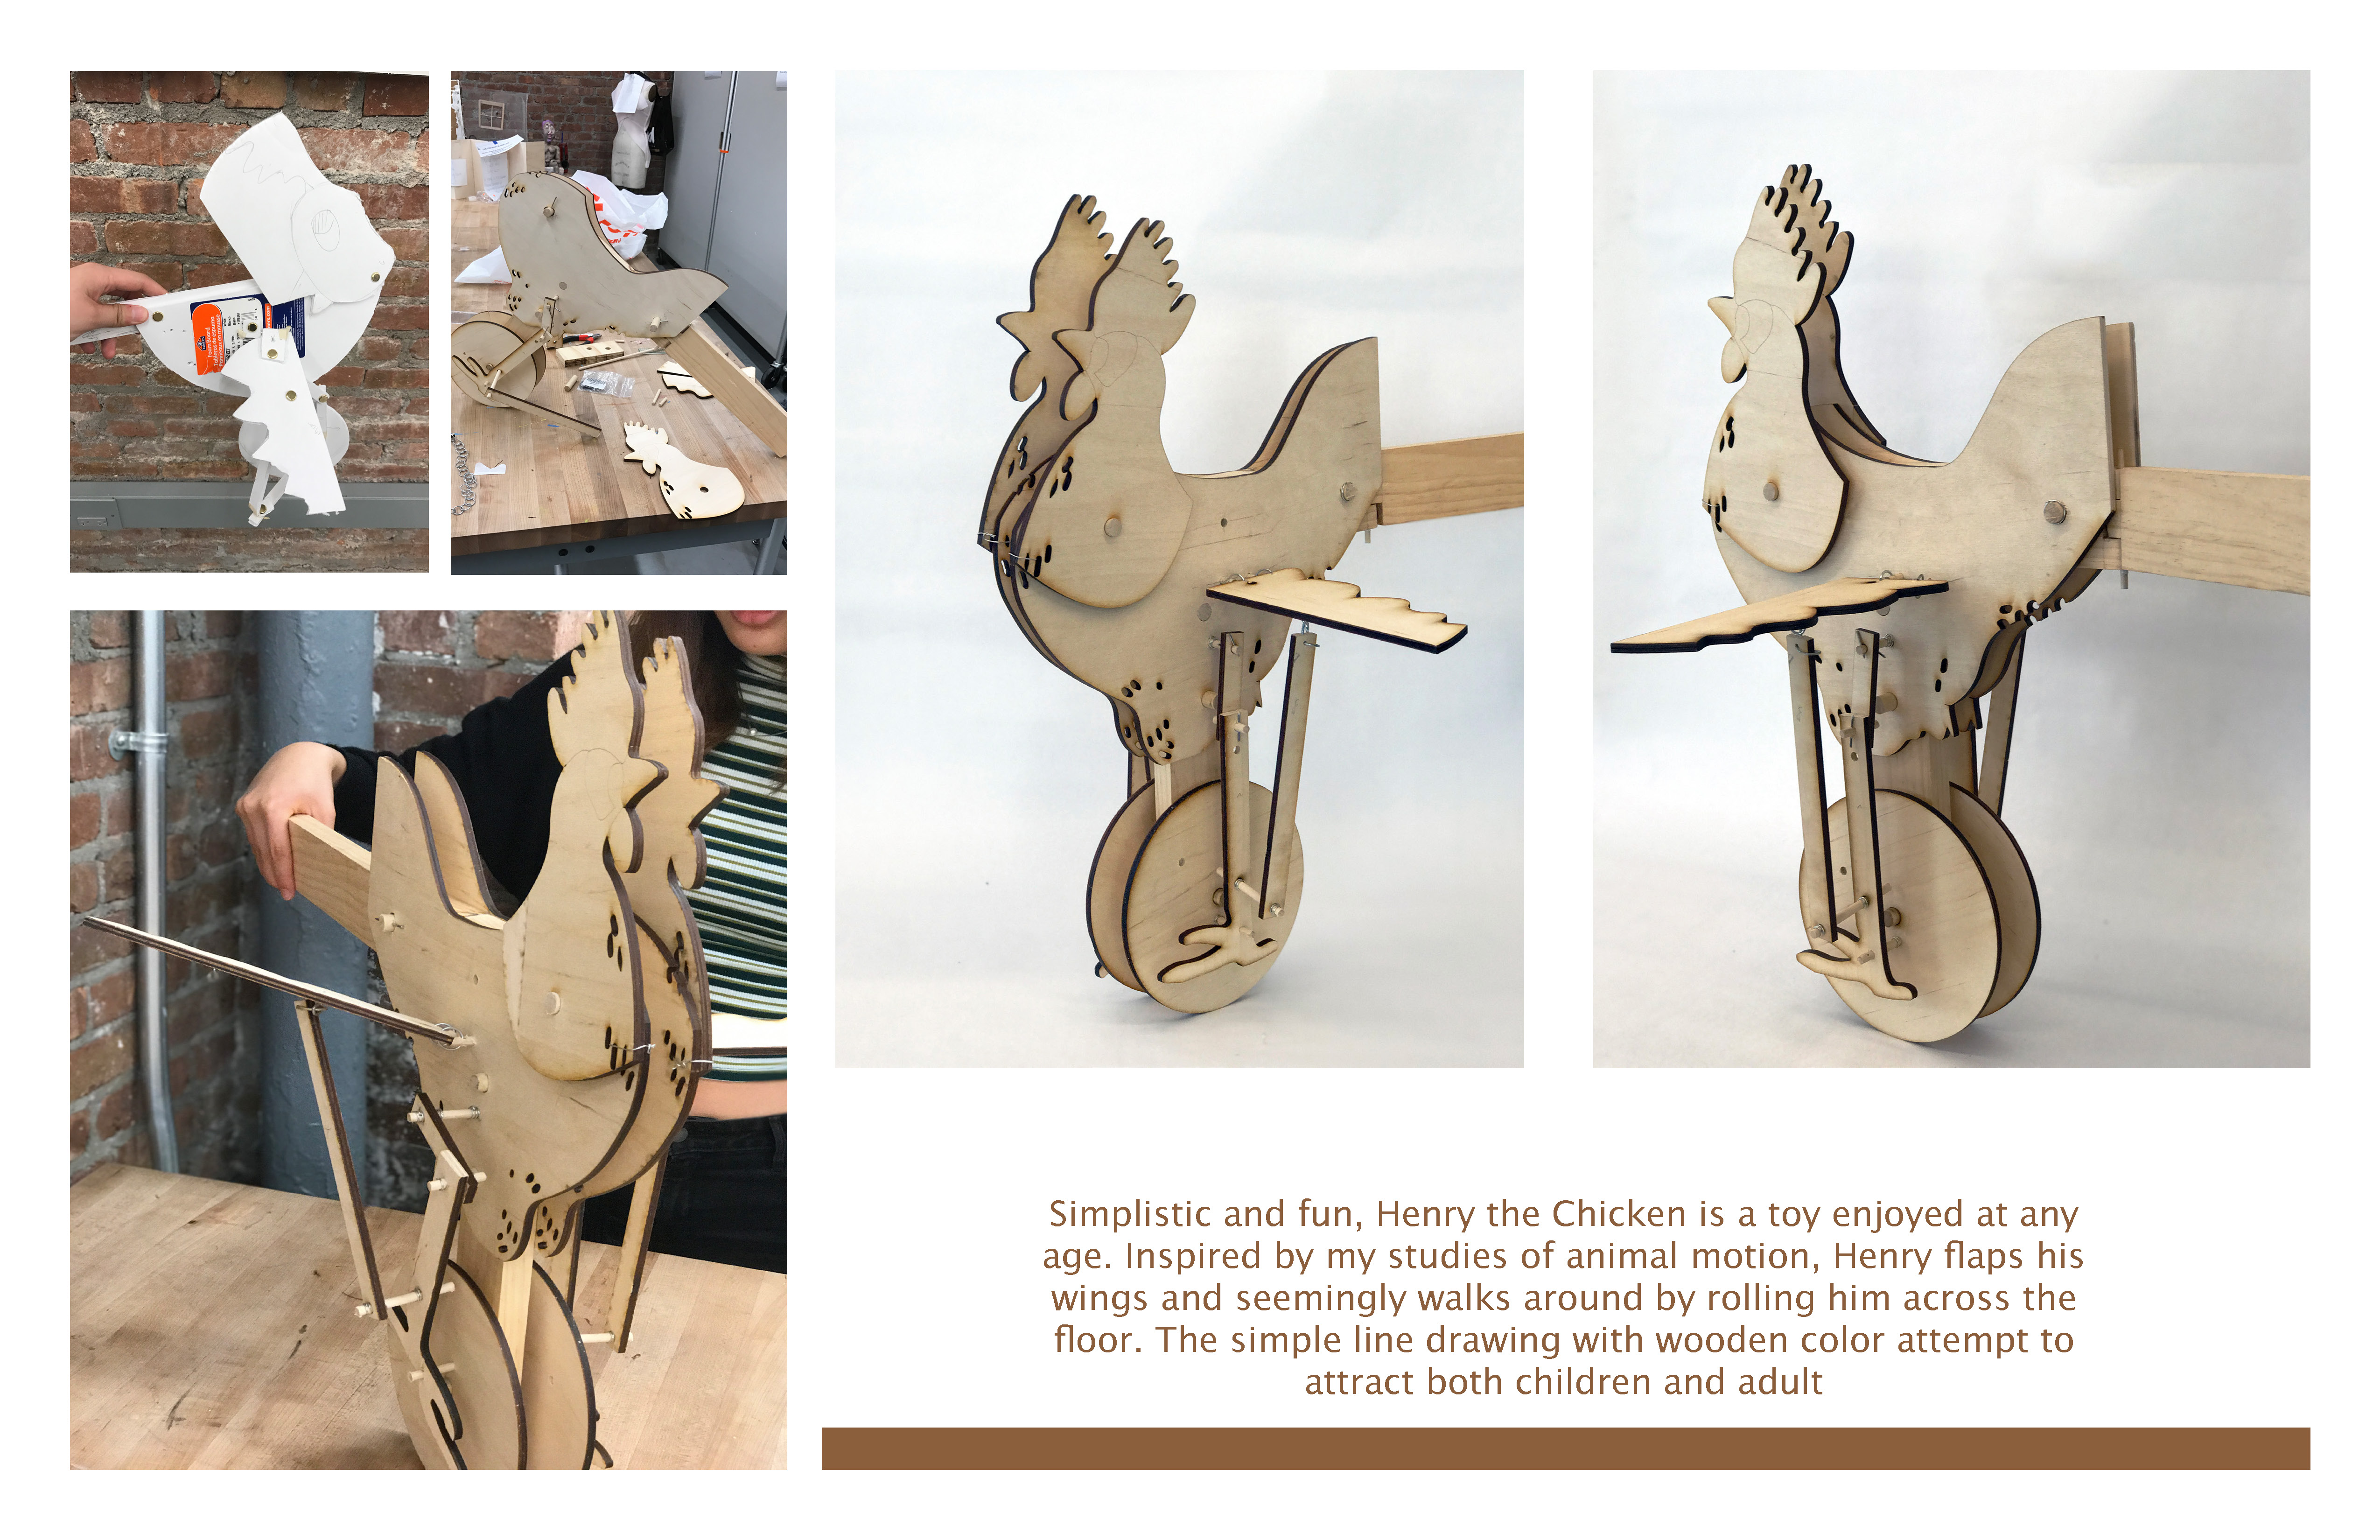 Simplistic and fun, Henry the Chicken is a toy enjoyed at any
age. Inspired by my studies of animal motion, Henry flaps his
wings and seemingly walks around by rolling him across the
floor. The simple line drawing with wooden color attempt to
attract both children and adult